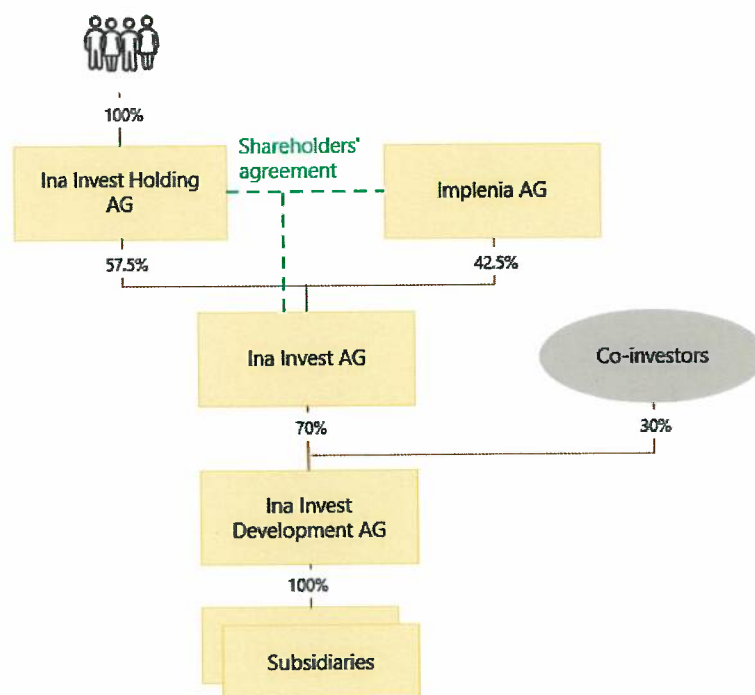 100%
Shareholders'
agreement
Ina Invest Holding
AG
Implenia AG
57.5%
42.5%
Ina Invest AG
Co-investors
70%
30%
Ina Invest
Development AG
100%
Subsidiaries